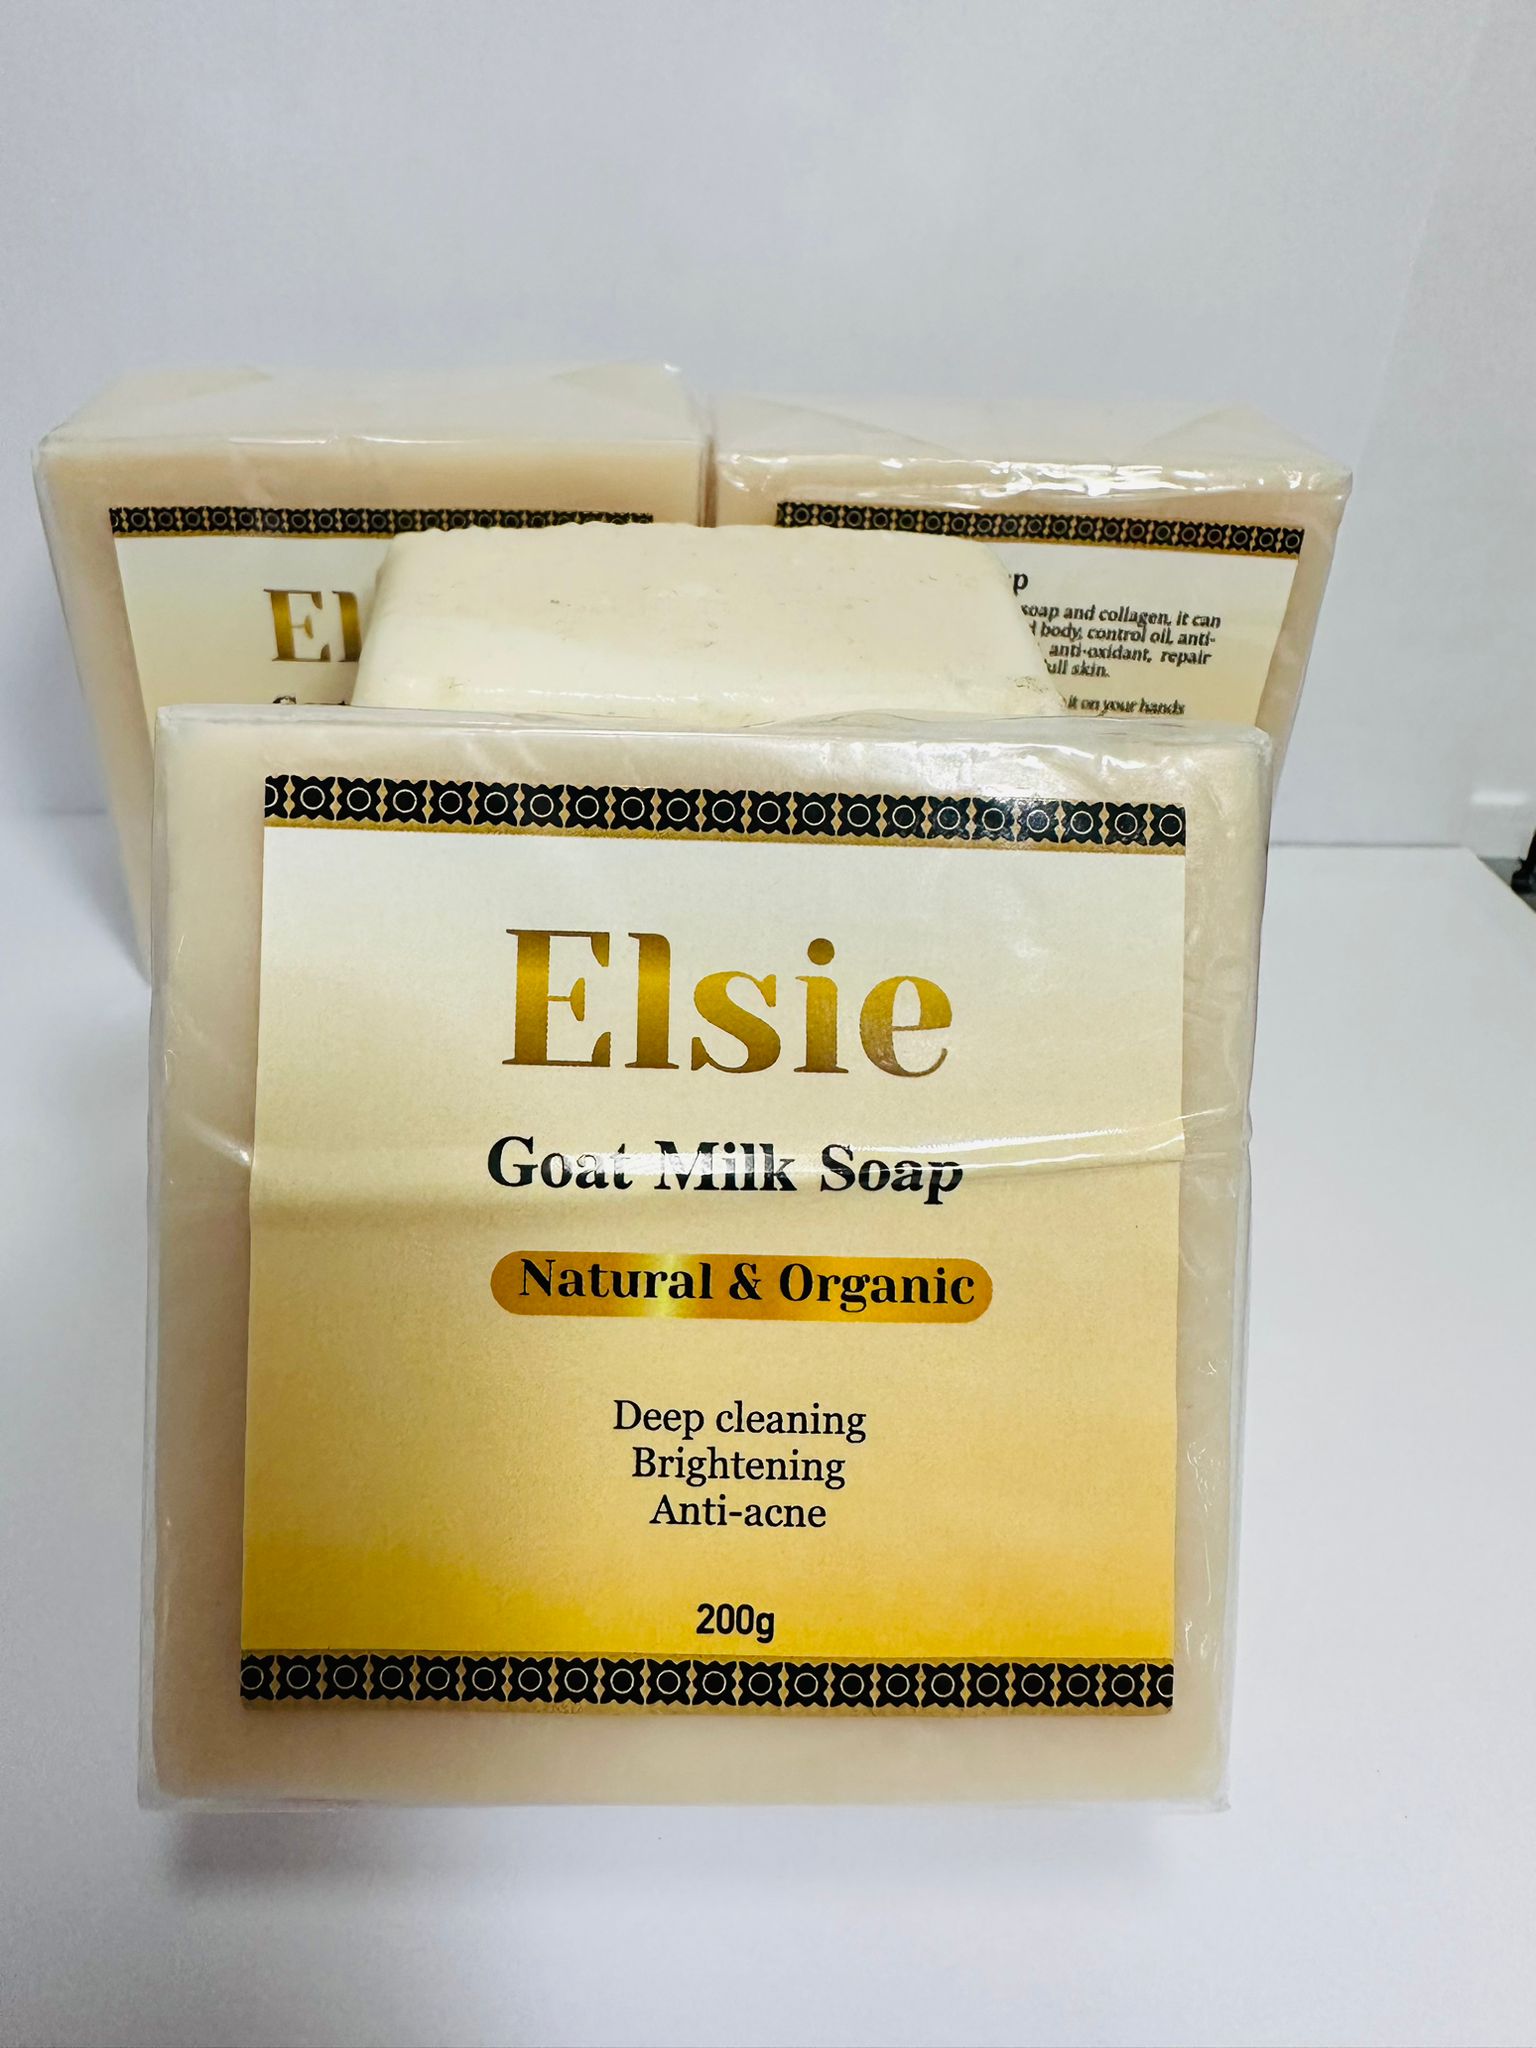 El
p
soap and collagen, it can
body, control oil, anti-
anti-oxidant, repair
skin.
it on your hands
Elsie
Goat Milk Soap
Natural & Organic
Deep cleaning
Brightening
Anti-acne
200g